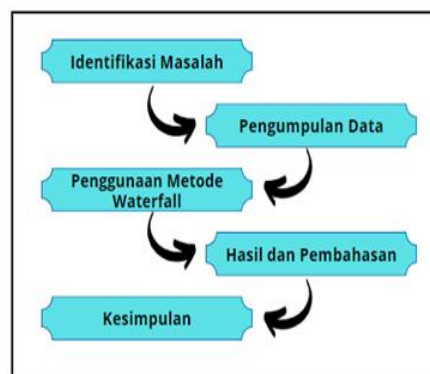 Identifikasi Masalah
Pengumpulan Data
Penggunaan Metode
Waterfall
Hasil dan Pembahasan
Kesimpulan